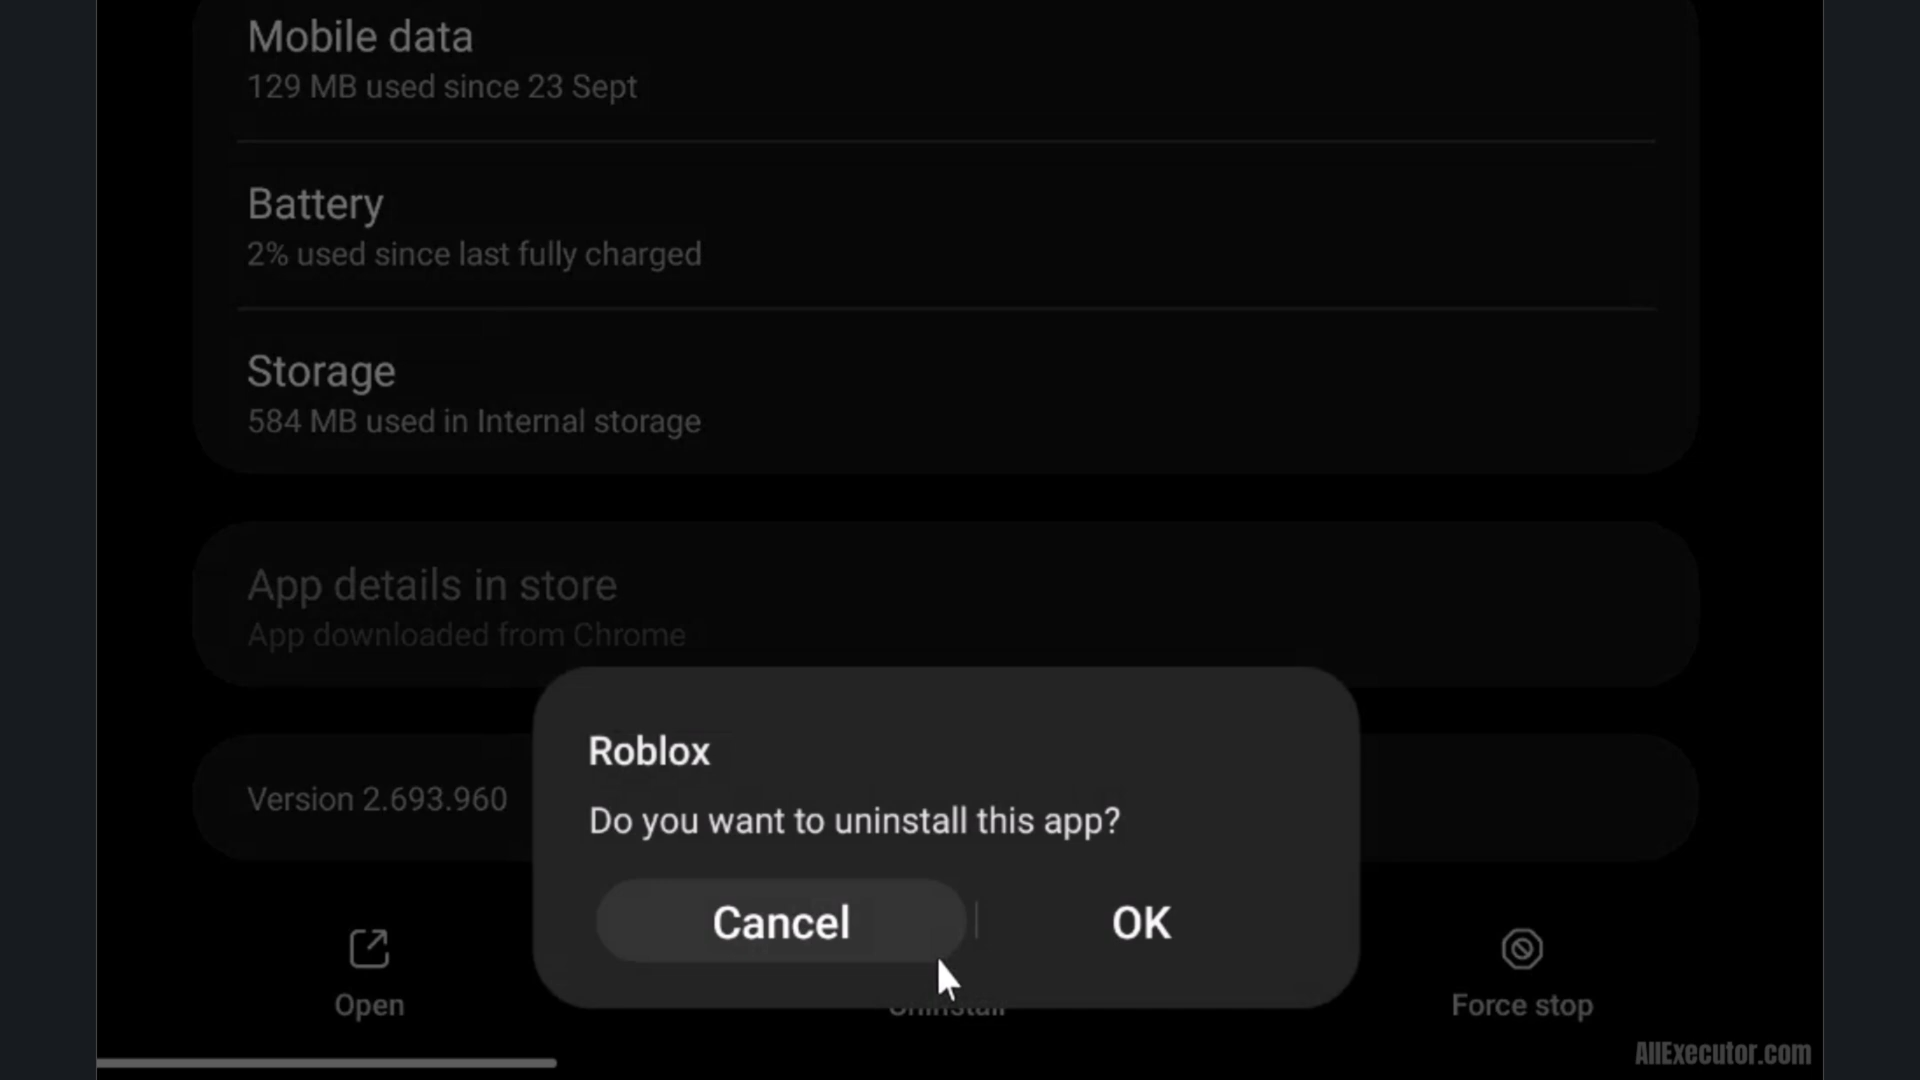 Mobile data
129 MB used since 23 Sept
Battery
2% used since last fully charged
Storage
584 MB used in Internal storage
App details in store
App downloaded from Chrome
Version 2.693.960
Roblox
Do you want to uninstall this app?
Cancel
OK
Open
Uninstall
Force stop
AllExecutor.com